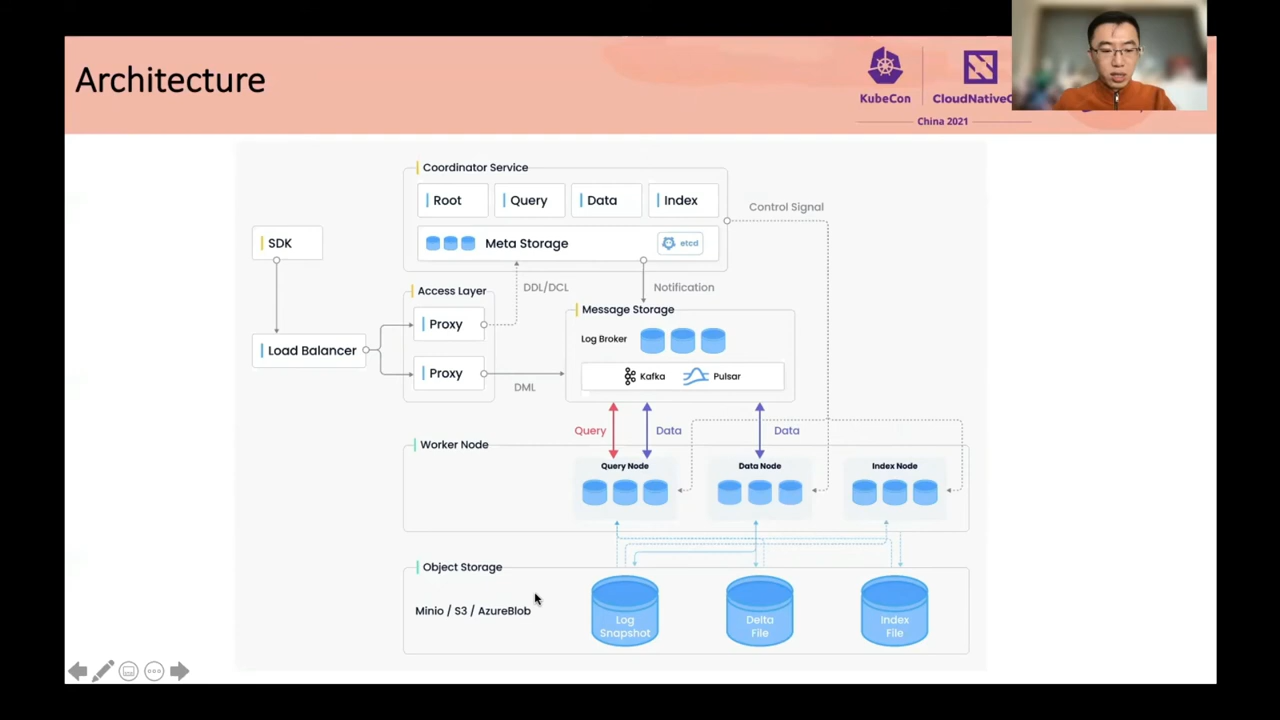 Architecture
KubeCon
CloudNativeC
China 2021
Coordinator Service
Root
Query
Data
Index
Control Signal
SDK
Meta Storage
etcd
Access Layer
DDL/DCL
Notification
Message Storage
Proxy
Log Broker
Load Balancer
Proxy
DML
Kafka
Pulsar
Query
Data
Data
Worker Node
Query Node
Data Node
Index Node
Object Storage
Minio / S3 / AzureBlob
Log
Snapshot
Delta
File
Index
File